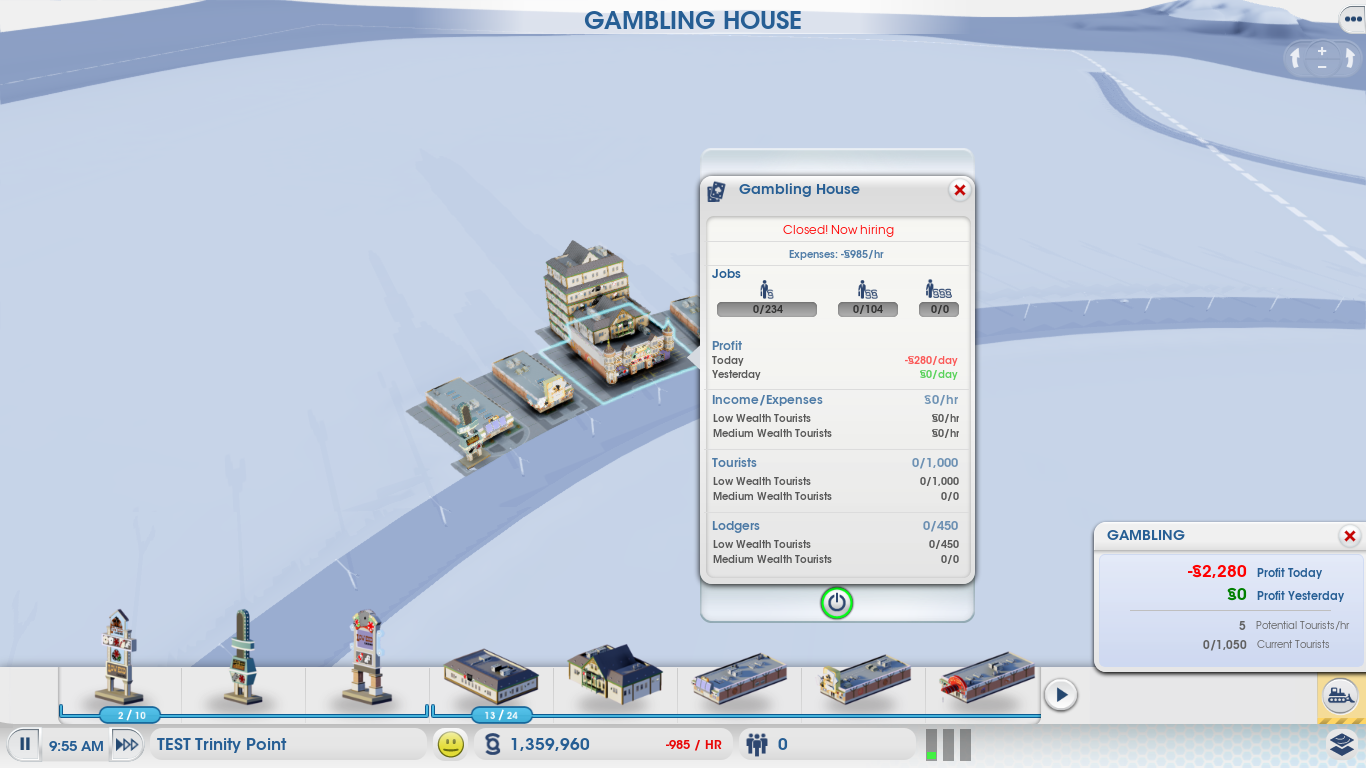 GAMBLING HOUSE
Gambling House
Closed! Now hiring
Expenses: -§985/hr
Jobs
0/234 0/104 0/0
Profit
Today -§280/day
Yesterday §0/day
Income/Expenses §0/hr
Low Wealth Tourists §0/hr
Medium Wealth Tourists §0/hr
Tourists 0/1,000
Low Wealth Tourists 0/1,000
Medium Wealth Tourists 0/0
Lodgers 0/450
Low Wealth Tourists 0/450
Medium Wealth Tourists 0/0
GAMBLING
-§2,280 Profit Today
§0 Profit Yesterday
5 Potential Tourists/hr
0/1,050 Current Tourists
2 / 10 13 / 24
9:55 AM TEST Trinity Point 1,359,960 -985 / HR 0